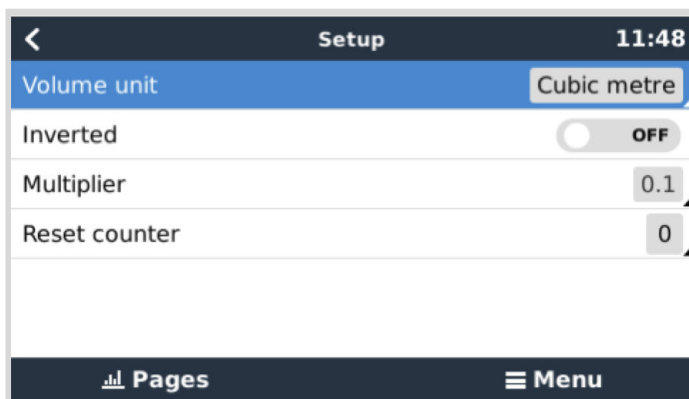 Setup 11:48
Volume unit Cubic metre
Inverted OFF
Multiplier 0.1
Reset counter 0
Pages Menu